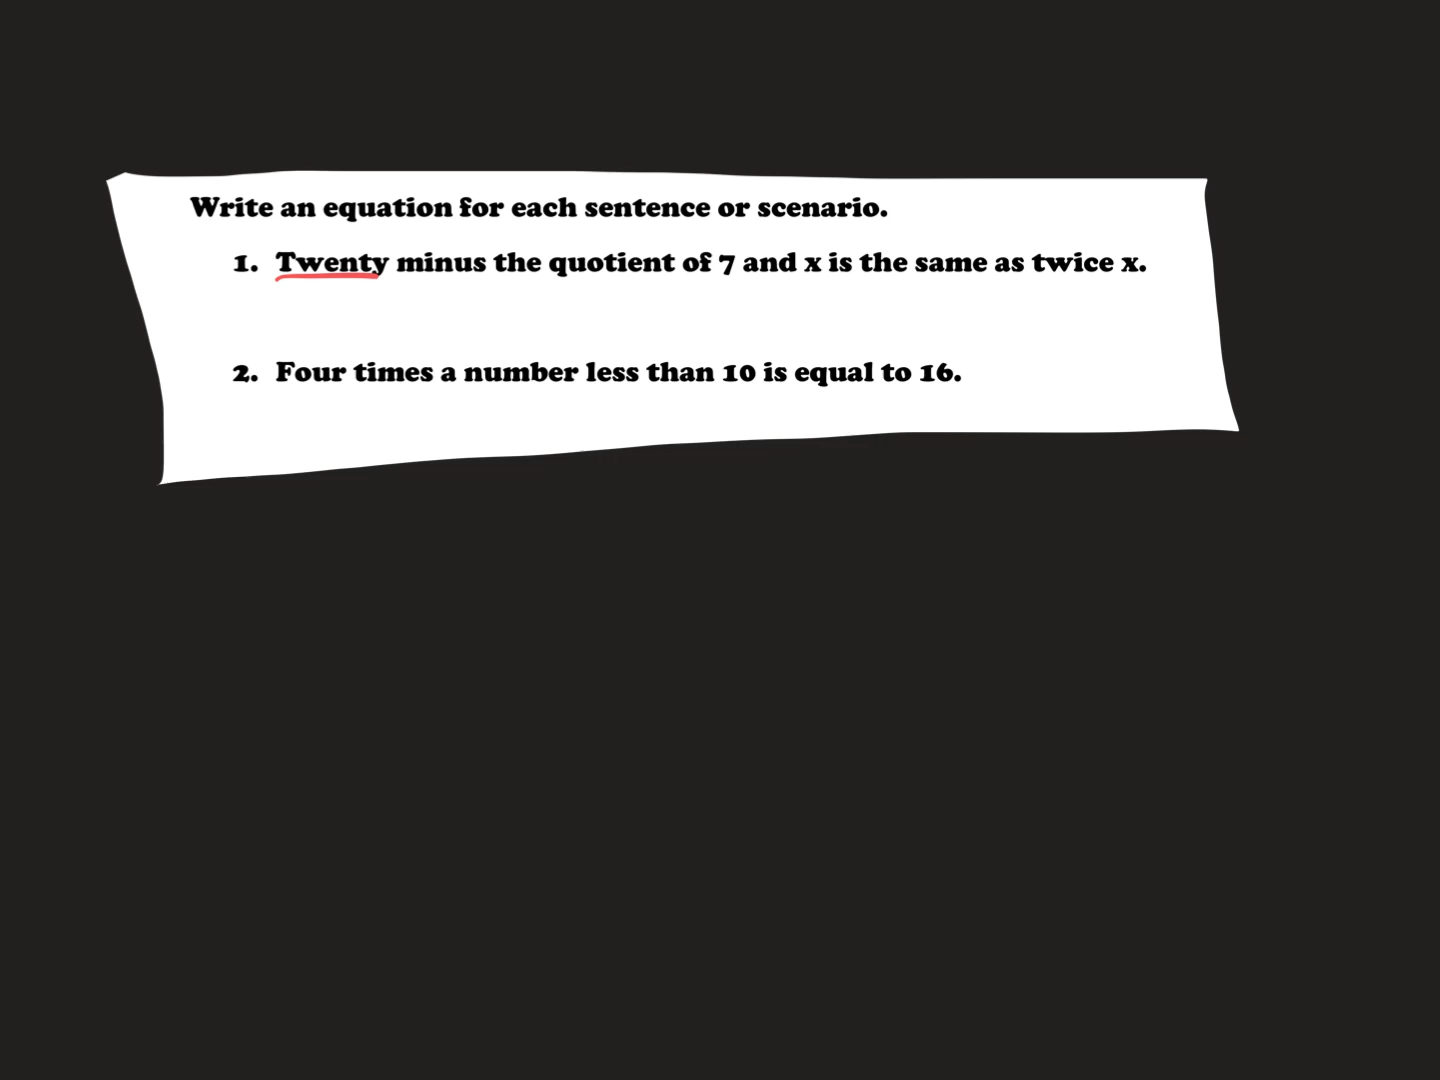 Write an equation for each sentence or scenario.
1. Twenty minus the quotient of 7 and x is the same as twice x.
2. Four times a number less than 10 is equal to 16.